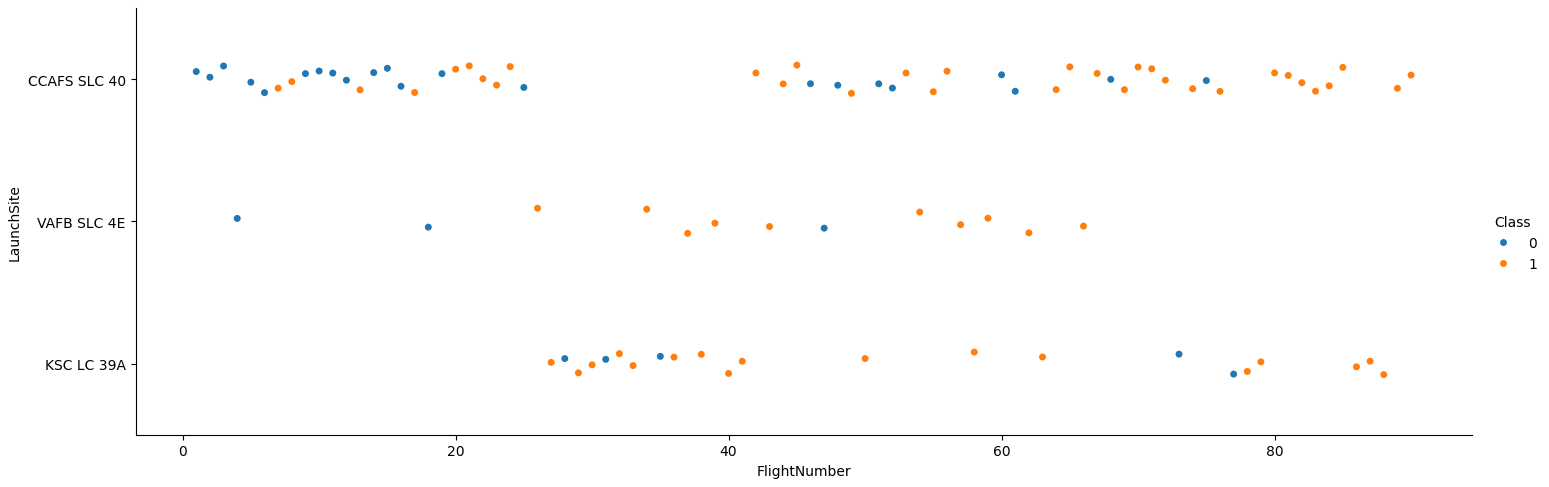 CCAFS SLC 40
VAFB SLC 4E
KSC LC 39A
LaunchSite
0
20
40
60
80
FlightNumber
Class
0
1